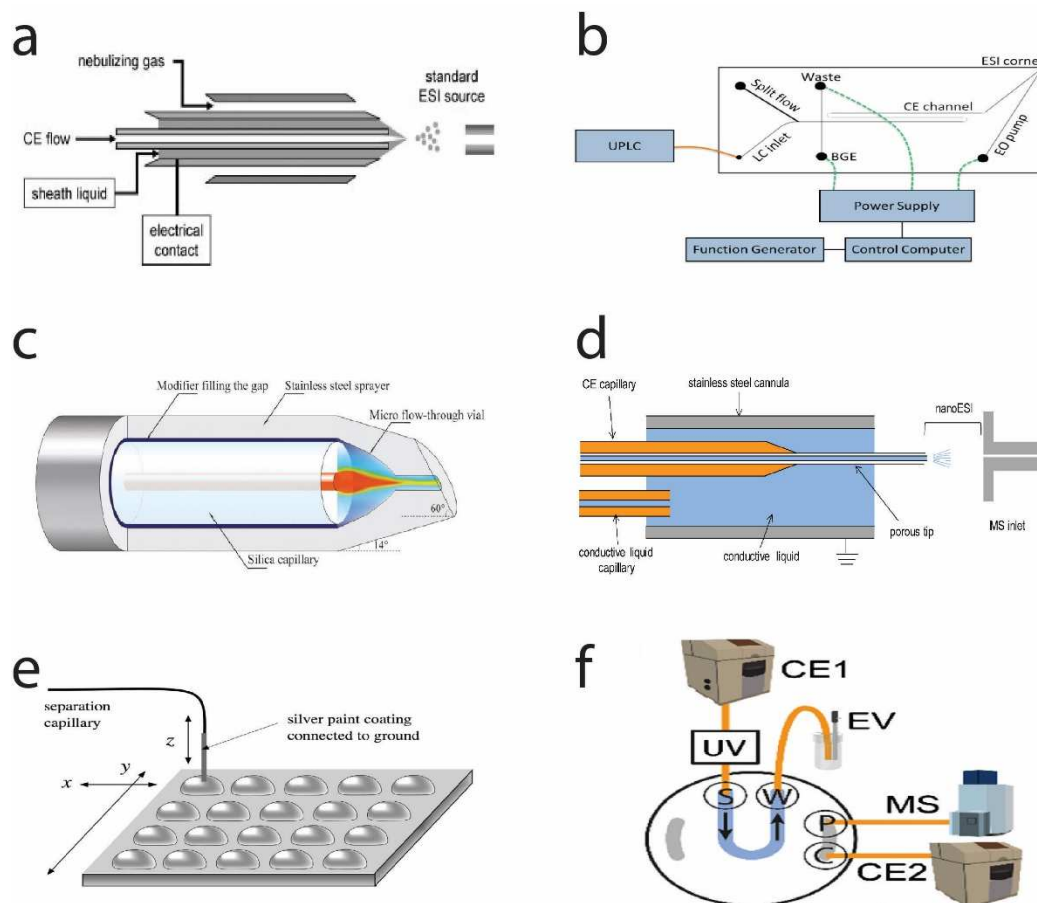 a
nebulizing gas
standard
ESI source
CE flow
sheath liquid
electrical
contact
b
ESI corne
Waste
Split flow
CE channel
UPLC
LC inlet
BGE
EO pump
Power Supply
Function Generator
Control Computer
c
Modifier filling the gap
Stainless steel sprayer
Micro flow-through vial
60°
14°
Silica capillary
d
CE capillary
stainless steel cannula
nanoESI
conductive liquid
capillary
conductive liquid
porous tip
MS inlet
e
separation
capillary
silver paint coating
connected to ground
z
y
x
f
CE1
EV
UV
S
W
MS
P
C
CE2